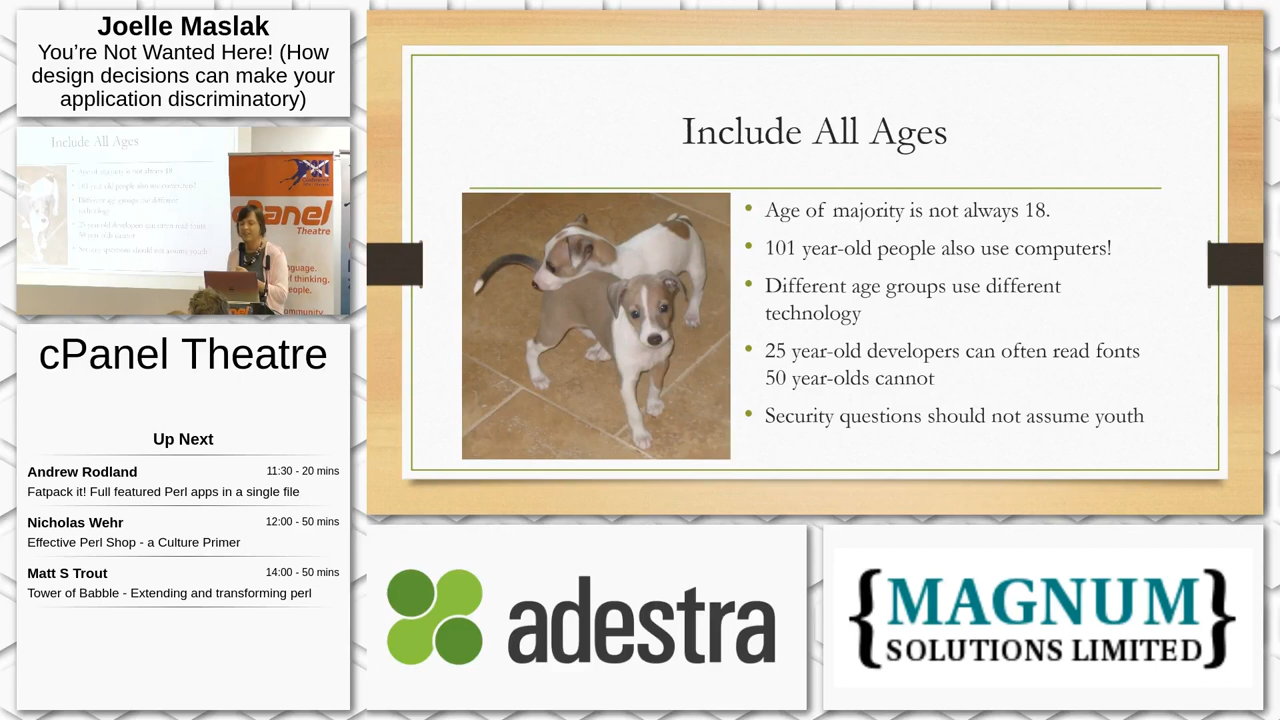 Joelle Maslak
You're Not Wanted Here! (How
design decisions can make your
application discriminatory)
Include All Ages
Age of majority is not always 18.
101 year-old people also use computers!
Different age groups use different
technology
25 year-old developers can often read fonts
50 year-olds cannot
Security questions should not assume youth
Include All Ages
cPanel
Theatre
cPanel Theatre
Up Next
Andrew Rodland 11:30 - 20 mins
Fatpack it! Full featured Perl apps in a single file
Nicholas Wehr 12:00 - 50 mins
Effective Perl Shop - a Culture Primer
Matt S Trout 14:00 - 50 mins
Tower of Babble - Extending and transforming perl
adestra
{MAGNUM}
SOLUTIONS LIMITED